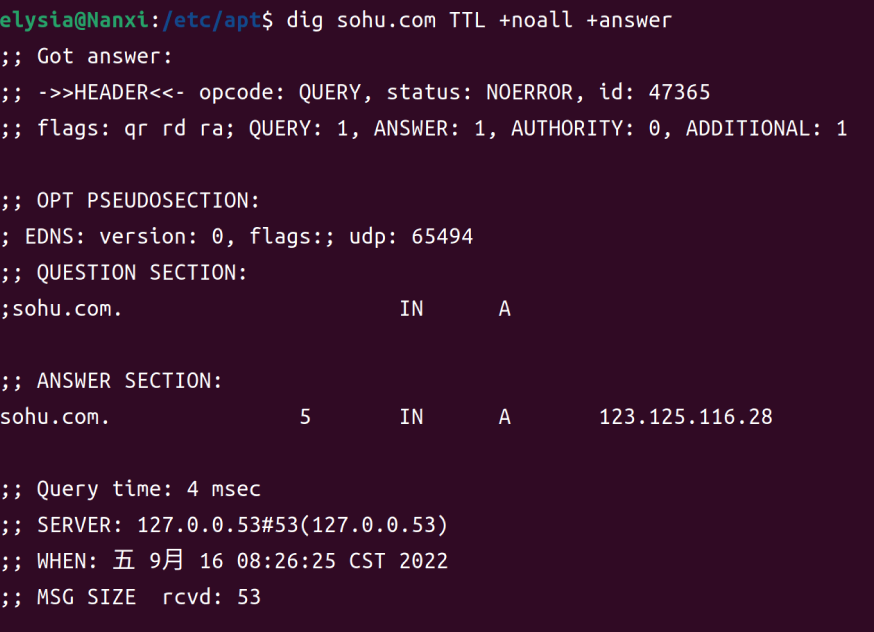 elysia@Nanxi:/etc/apt$ dig sohu.com TTL +noall +answer
;; Got answer:
;; ->>HEADER<<- opcode: QUERY, status: NOERROR, id: 47365
;; flags: qr rd ra; QUERY: 1, ANSWER: 1, AUTHORITY: 0, ADDITIONAL: 1
;; OPT PSEUDOSECTION:
; EDNS: version: 0, flags:; udp: 65494
;; QUESTION SECTION:
;sohu.com. IN A
;; ANSWER SECTION:
sohu.com. 5 IN A 123.125.116.28
;; Query time: 4 msec
;; SERVER: 127.0.0.53#53(127.0.0.53)
;; WHEN: 五 9月 16 08:26:25 CST 2022
;; MSG SIZE  rcvd: 53